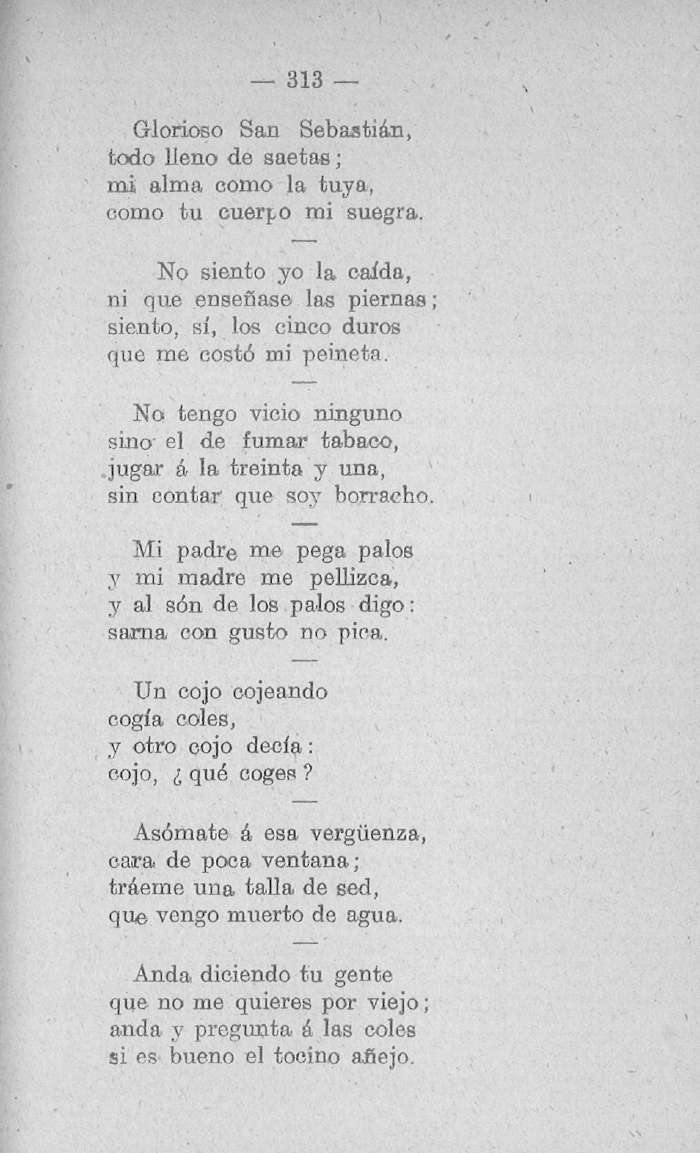 — 313 —
Glorioso San Sebastián,
todo lleno de saetas;
mi alma como la tuya,
como tu cuerpo mi suegra.
No siento yo la caída,
ni que enseñase las piernas;
siento, sí, los cinco duros
que me costó mi peineta.
No tengo vicio ninguno
sino el de fumar tabaco,
jugar á la treinta y una,
sin contar que soy borracho.
Mi padre me pega palos
y mi madre me pellizca,
y al són de los palos digo:
sarna con gusto no pica.
Un cojo cojeando
cogía coles,
y otro cojo decía:
cojo, ¿qué coges?
Asómate á esa vergüenza,
cara de poca ventana;
tráeme una talla de sed,
que vengo muerto de agua.
Anda diciendo tu gente
que no me quieres por viejo;
anda y pregunta á las coles
si es bueno el tocino añejo.